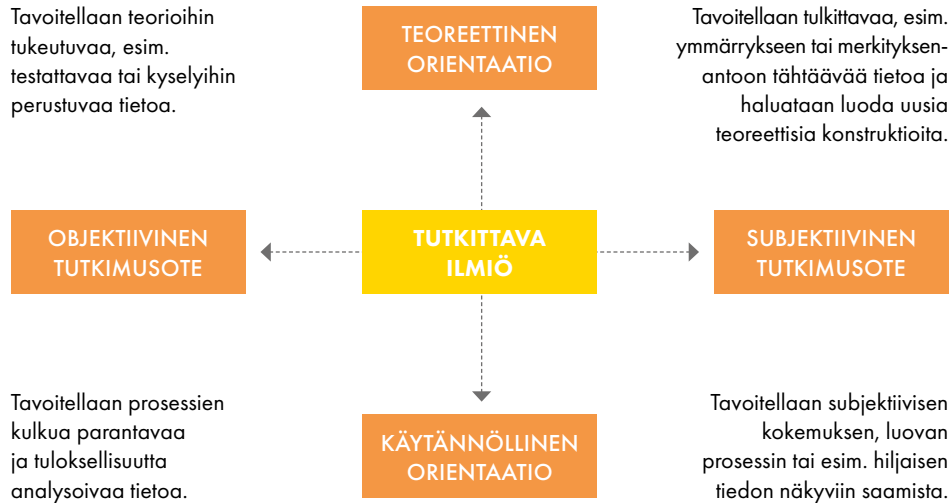 Tavoitellaan teorioihin
tukeutuvaa, esim.
testattavaa tai kyselyihin
perustuvaa tietoa.
TEOREETTINEN
ORIENTAATIO
Tavoitellaan tulkittavaa, esim.
ymmärrykseen tai merkityksen-
antoon tähtäävää tietoa ja
haluataan luoda uusia
teoreettisia konstruktioita.
OBJEKTIIVINEN
TUTKIMUSOTE
TUTKITTAVA
ILMIÖ
SUBJEKTIIVINEN
TUTKIMUSOTE
Tavoitellaan prosessien
kulkua parantavaa
ja tuloksellisuutta
analysoivaa tietoa.
KÄYTÄNNÖLLINEN
ORIENTAATIO
Tavoitellaan subjektiivisen
kokemuksen, luovan
prosessin tai esim. hiljaisen
tiedon näkyviin saamista.